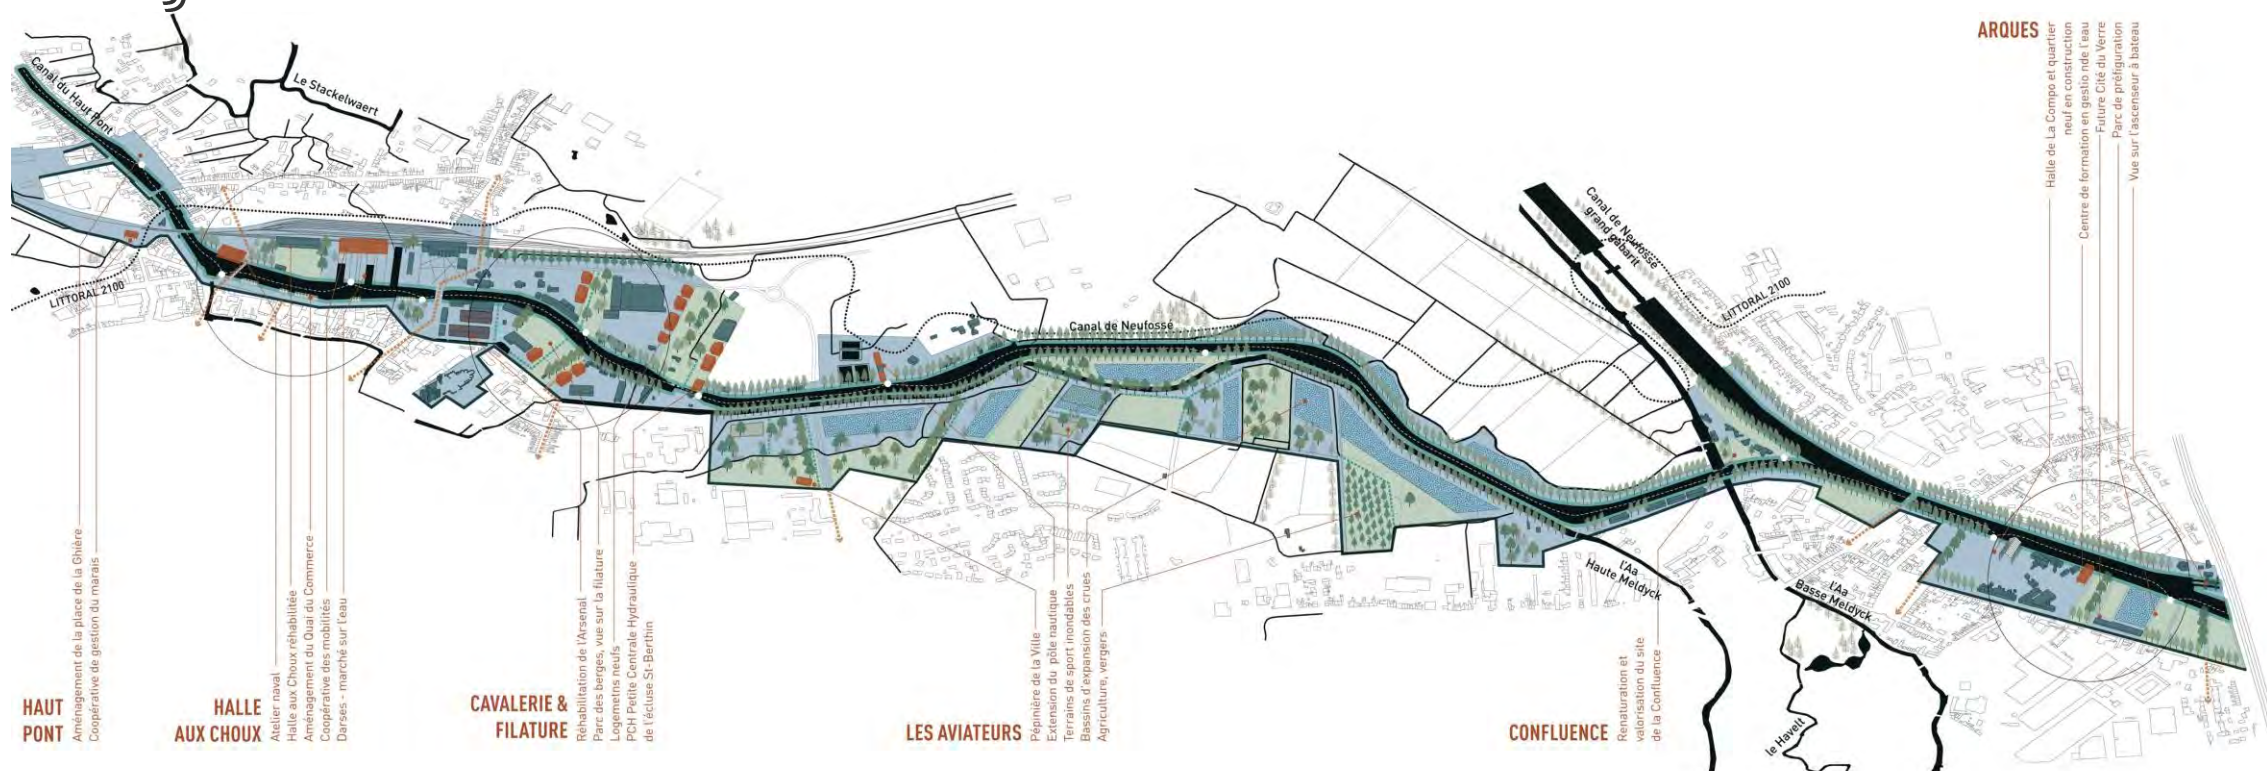 Canal du Haut Pont
Le Stackelwaert
LITTORAL 2100
Canal de Neufossé
Canal de Neufossé
grand gabarit
LITTORAL 2100
l'Aa
Haute Meldyck
l'Aa
Basse Meldyck
le Havelt
HAUT
PONT
Aménagement de la place de la Ghière
Coopérative de gestion du marais
HALLE
AUX CHOUX
Atelier naval
Halle aux Choux réhabilitée
Aménagement du Quai du Commerce
Coopérative des mobilités
Darses - marché sur l'eau
CAVALERIE &
FILATURE
Réhabilitation de l'Arsenal
Parc des berges, vue sur la filature
Logemetns neufs
PCH Petite Centrale Hydraulique
de l'écluse St-Berthin
LES AVIATEURS
Pépinière de la Ville
Extension du pôle nautique
Terrains de sport inondables
Bassins d'expansion des crues
Agriculture, vergers
CONFLUENCE
Renaturation et
valorisation du site
de la Confluence
ARQUES
Halle de La Compo et quartier
neuf en construction
Centre de formation en gestio nde l'eau
Future Cité du Verre
Parc de préfiguration
Vue sur l'ascenseur à bateau